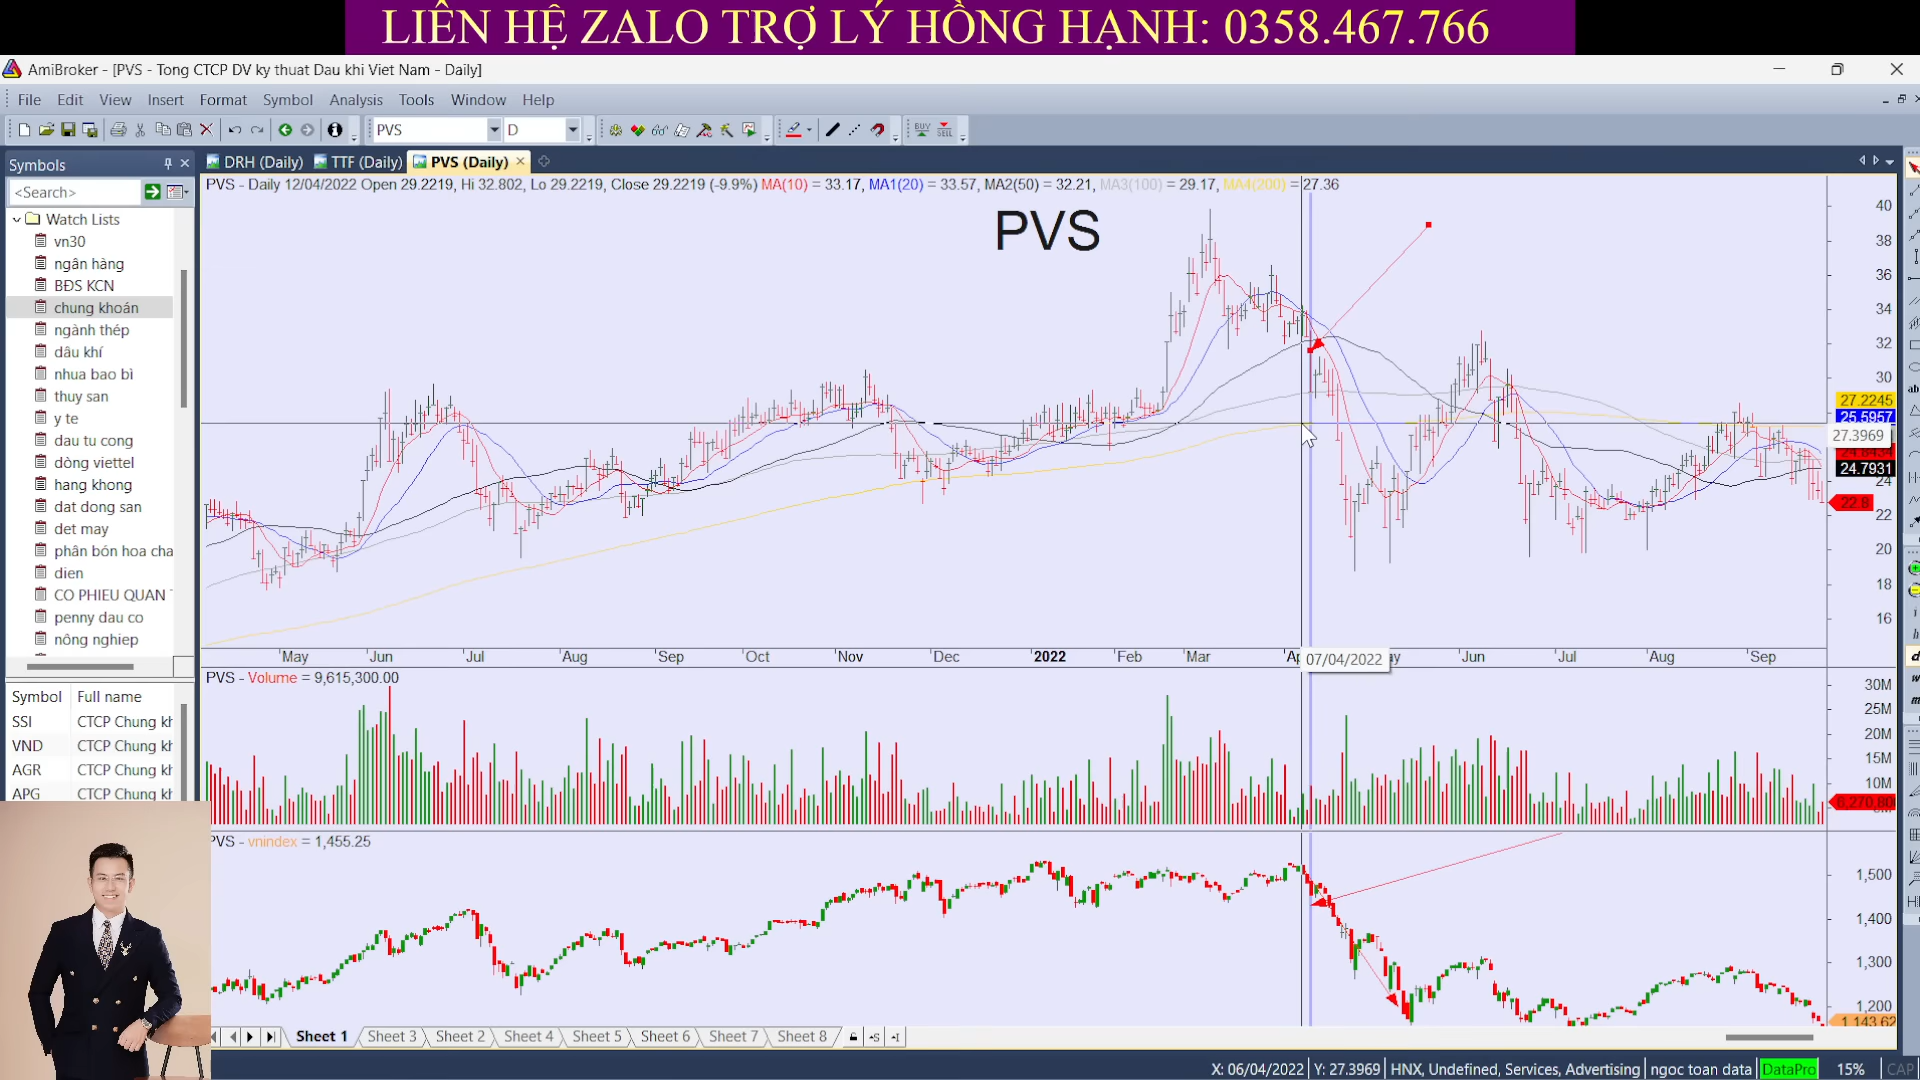 LIÊN HỆ ZALO TRỢ LÝ HỒNG HẠNH: 0358.467.766
AmiBroker - [PVS - Tong CTCP DV ky thuat Dau khi Viet Nam - Daily]
File Edit View Insert Format Symbol Analysis Tools Window Help
PVS D BUY SELL
Symbols
DRH (Daily) TTF (Daily) PVS (Daily)
PVS - Daily 12/04/2022 Open 29.2219, Hi 32.802, Lo 29.2219, Close 29.2219 (-9.9%) MA(10) = 33.17, MA1(20) = 33.57, MA2(50) = 32.21, MA3(100) = 29.17, MA4(200) = 27.36
<Search>
Watch Lists
vn30
ngân hàng
BĐS KCN
chung khoán
ngành thép
dâu khí
nhua bao bì
thuy san
y te
dau tu cong
dòng viettel
hang khong
dat dong san
det may
phân bón hoa cha
dien
CO PHIEU QUAN
penny dau co
nông nghiep
PVS
40
38
36
34
32
30
27.2245
25.5957
27.3969
24.7931
24
22.8
22
20
18
16
May Jun Jul Aug Sep Oct Nov Dec 2022 Feb Mar 07/04/2022 Jun Jul Aug Sep
Symbol Full name
SSI CTCP Chung kh
VND CTCP Chung kh
AGR CTCP Chung kh
APG CTCP Chung kh
PVS - Volume = 9,615,300.00
30M
25M
20M
15M
10M
PVS - vnindex = 1,455.25
1,500
1,400
1,300
1,200
1,143.62
Sheet 1 Sheet 3 Sheet 2 Sheet 4 Sheet 5 Sheet 6 Sheet 7 Sheet 8
X: 06/04/2022 Y: 27.3969 HNX, Undefined, Services, Advertising ngoc toan data DataPro 15% CAP